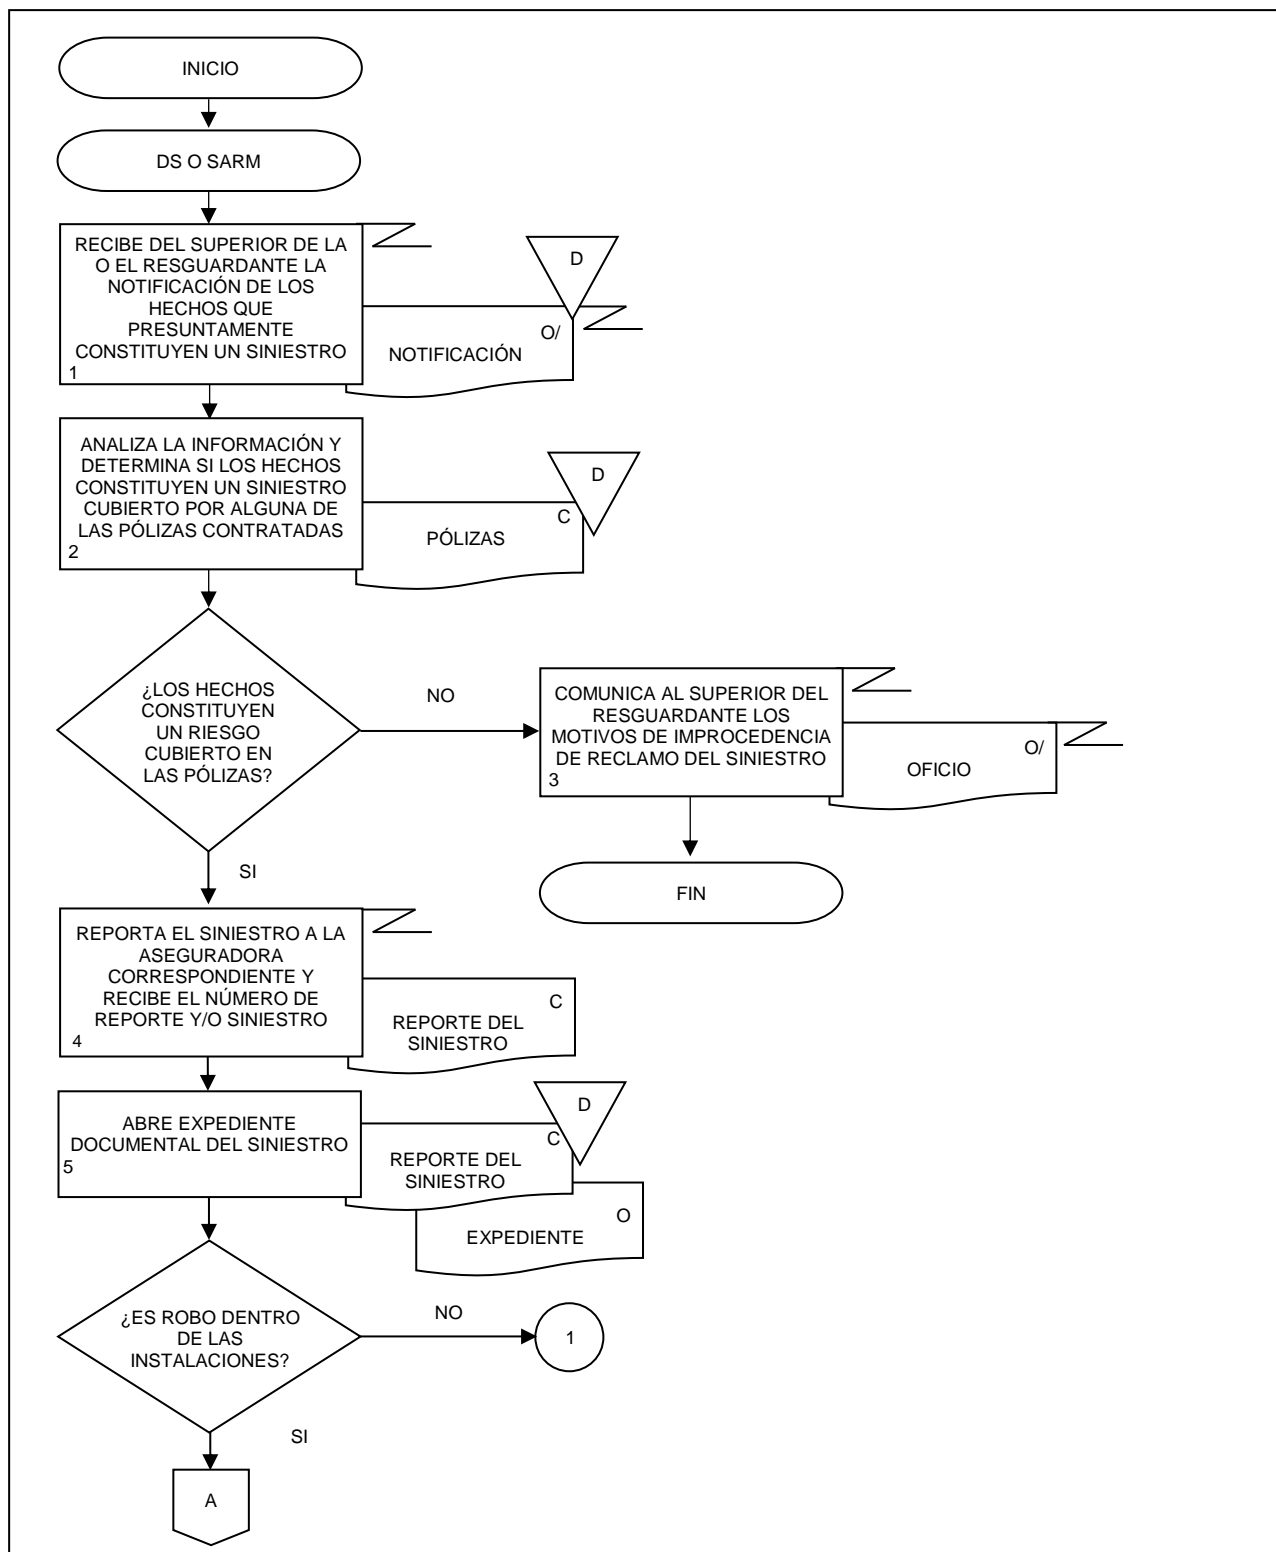 INICIO
DS O SARM
RECIBE DEL SUPERIOR DE LA
O EL RESGUARDANTE LA
NOTIFICACIÓN DE LOS
HECHOS QUE
PRESUNTAMENTE
CONSTITUYEN UN SINIESTRO
1
D
O/
NOTIFICACIÓN
ANALIZA LA INFORMACIÓN Y
DETERMINA SI LOS HECHOS
CONSTITUYEN UN SINIESTRO
CUBIERTO POR ALGUNA DE
LAS PÓLIZAS CONTRATADAS
2
D
C
PÓLIZAS
¿LOS HECHOS
CONSTITUYEN
UN RIESGO
CUBIERTO EN
LAS PÓLIZAS?
NO
COMUNICA AL SUPERIOR DEL
RESGUARDANTE LOS
MOTIVOS DE IMPROCEDENCIA
DE RECLAMO DEL SINIESTRO
3
O/
OFICIO
FIN
SI
REPORTA EL SINIESTRO A LA
ASEGURADORA
CORRESPONDIENTE Y
RECIBE EL NÚMERO DE
REPORTE Y/O SINIESTRO
4
C
REPORTE DEL
SINIESTRO
ABRE EXPEDIENTE
DOCUMENTAL DEL SINIESTRO
5
D
C
REPORTE DEL
SINIESTRO
O
EXPEDIENTE
¿ES ROBO DENTRO
DE LAS
INSTALACIONES?
NO
1
SI
A